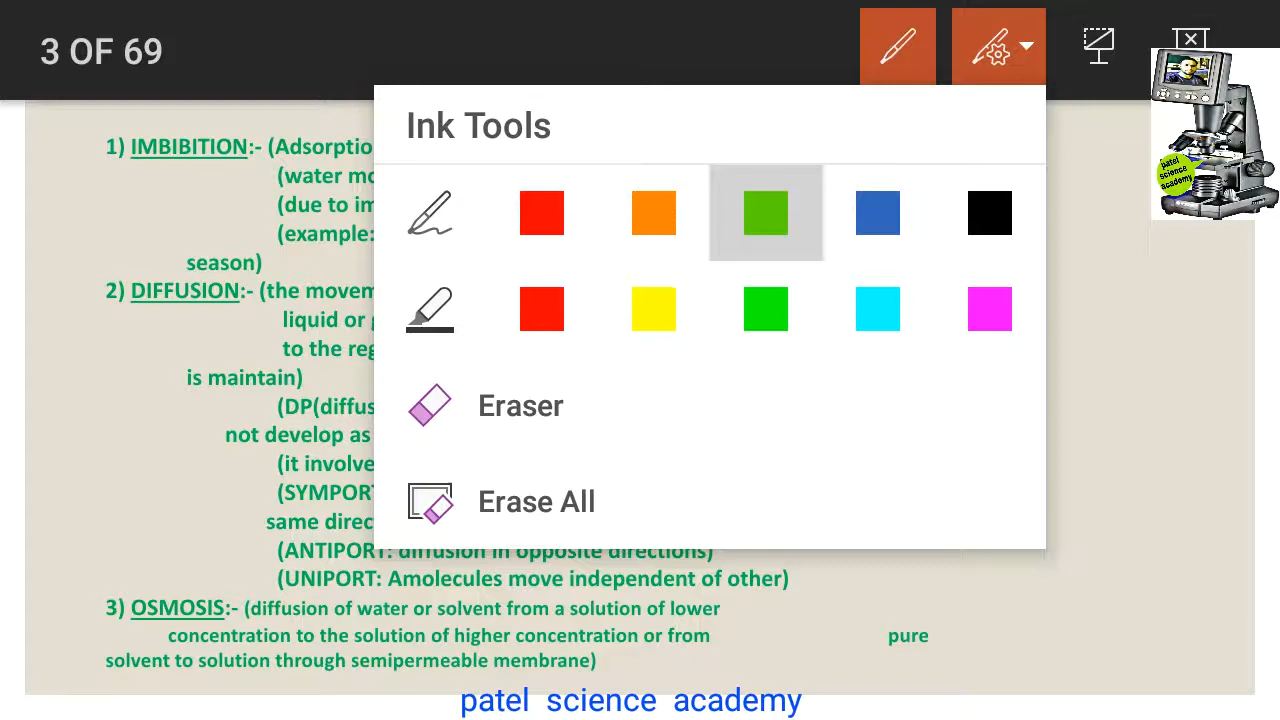 3 OF 69
Ink Tools
Eraser
Erase All
1) IMBIBITION:- (Adsorptio
(water mo
(due to im
(example:
season)
2) DIFFUSION:- (the movem
liquid or
to the reg
is maintain)
(DP(diffus
not develop as
(it involve
(SYMPORT
same direc
(ANTIPORT: diffusion in opposite directions)
(UNIPORT: Amolecules move independent of other)
3) OSMOSIS:- (diffusion of water or solvent from a solution of lower
concentration to the solution of higher concentration or from pure
solvent to solution through semipermeable membrane)
patel science academy
patel
science
academy